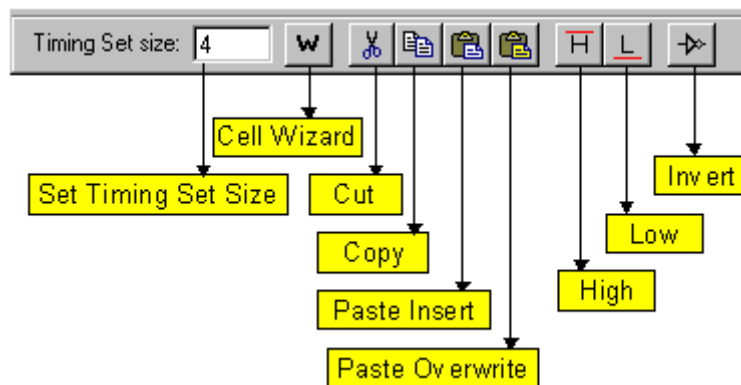 Timing Set size: 4 W H L
Cell Wizard
Set Timing Set Size
Cut
Invert
Copy
Low
Paste Insert
High
Paste Overwrite